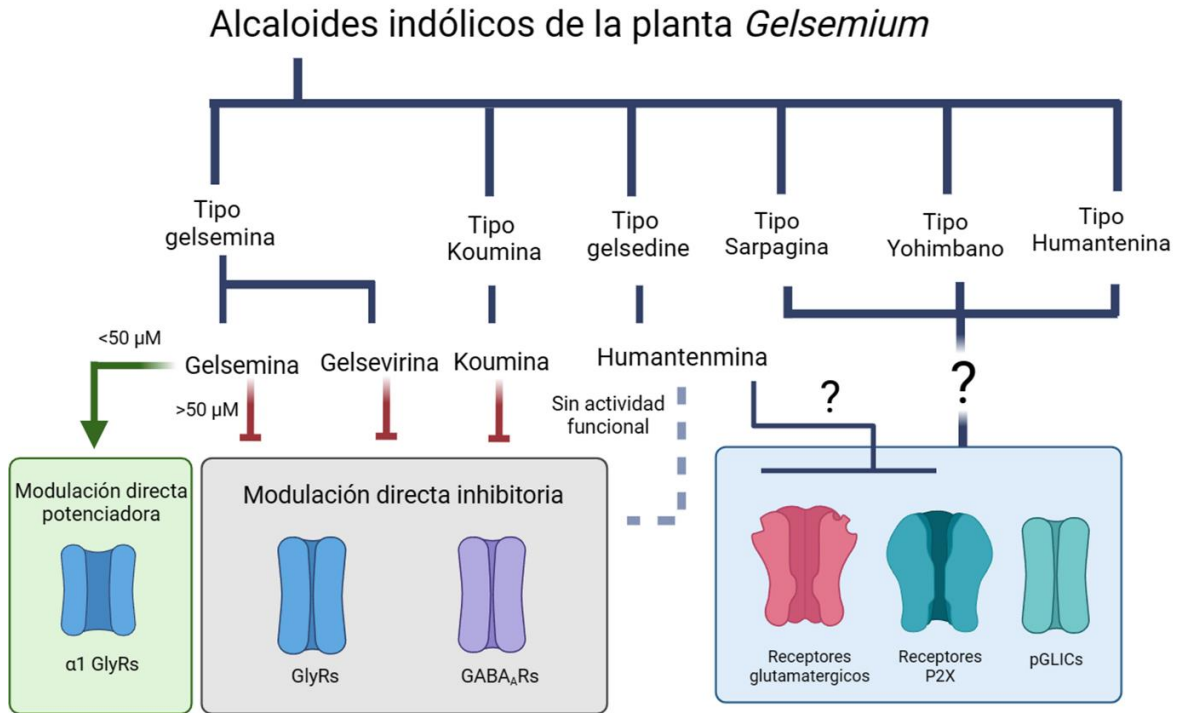 Alcaloides indólicos de la planta Gelsemium
Tipo
gelsemina
Tipo
Koumina
Tipo
gelsedine
Tipo
Sarpagina
Tipo
Yohimbano
Tipo
Humantenina
<50 μM
Gelsemina
Gelsevirina
Koumina
Humantenmina
>50 μM
Sin actividad
funcional
?
?
Modulación directa
potenciadora
α1 GlyRs
Modulación directa inhibitoria
GlyRs
GABAₐRs
Receptores
glutamatergicos
Receptores
P2X
pGLICs